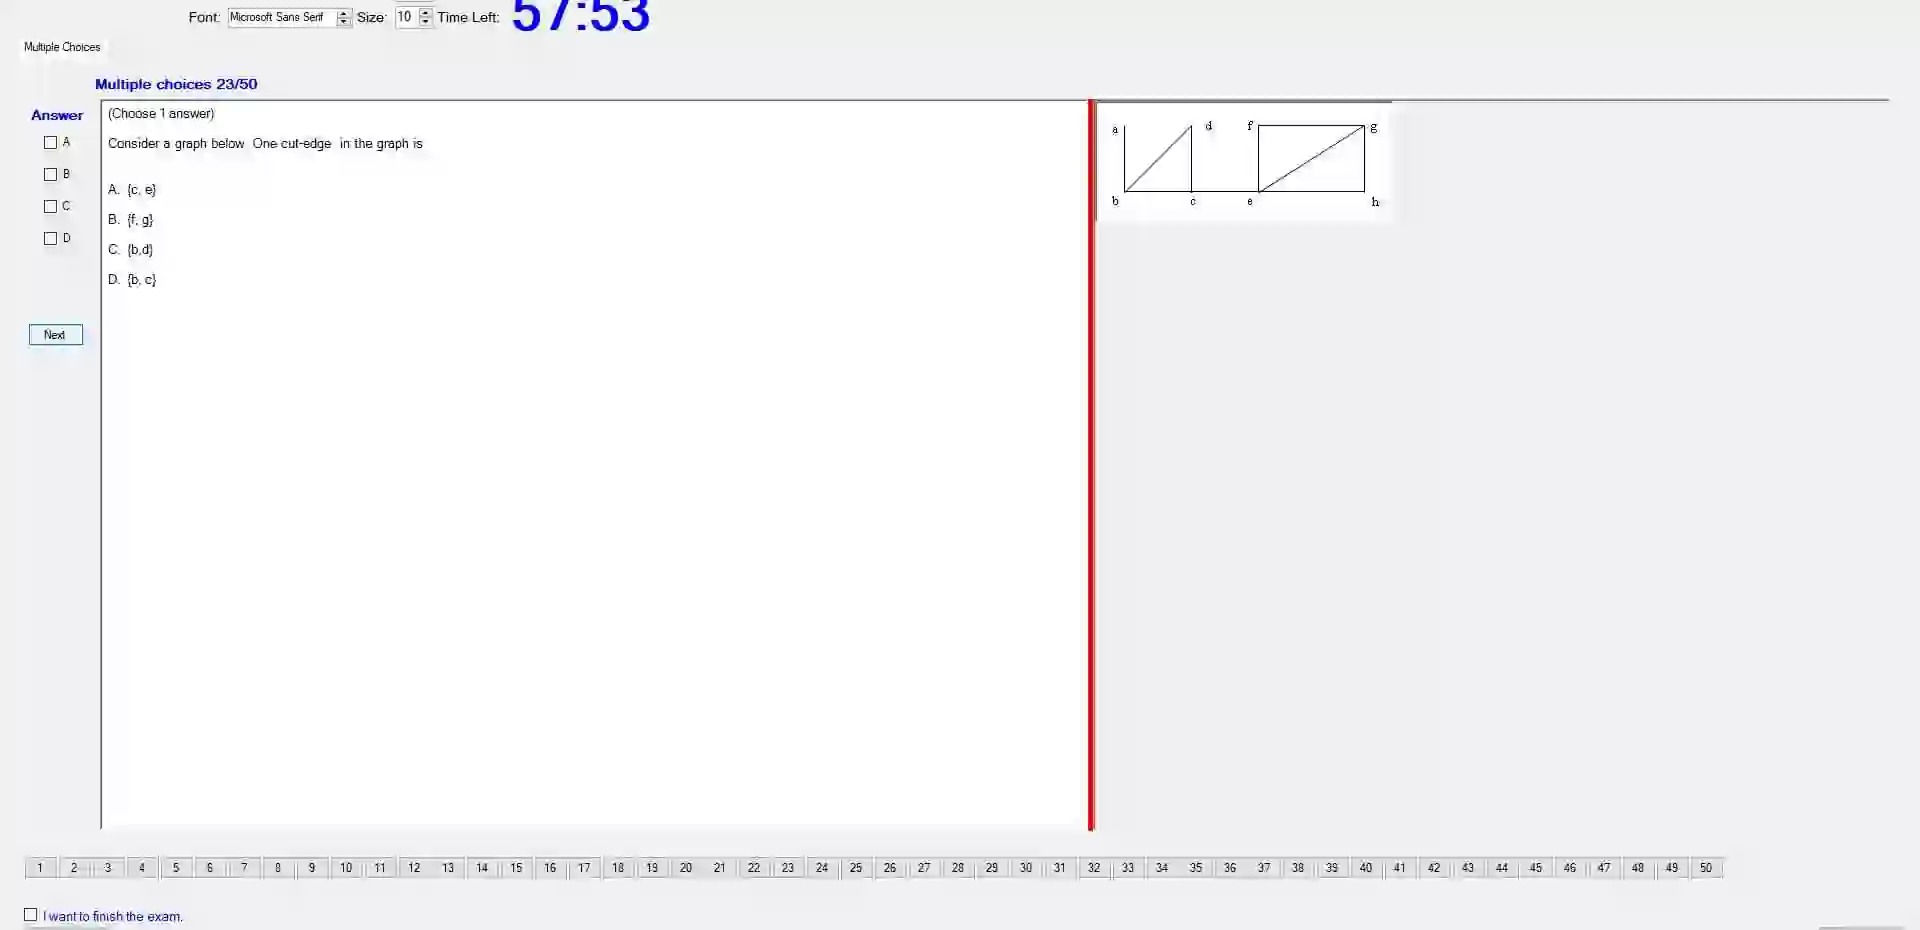 Font: Microsoft Sans Serif Size: 10 Time Left: 57:53
Multiple Choices
Multiple choices 23/50
Answer
A
B
C
D
Next
(Choose 1 answer)
Consider a graph below One cut-edge in the graph is
A. {c, e}
B. {f, g}
C. {b,d}
D. {b, c}
a d f g
b c e h
1 2 3 4 5 6 7 8 9 10 11 12 13 14 15 16 17 18 19 20 21 22 23 24 25 26 27 28 29 30 31 32 33 34 35 36 37 38 39 40 41 42 43 44 45 46 47 48 49 50
I want to finish the exam.